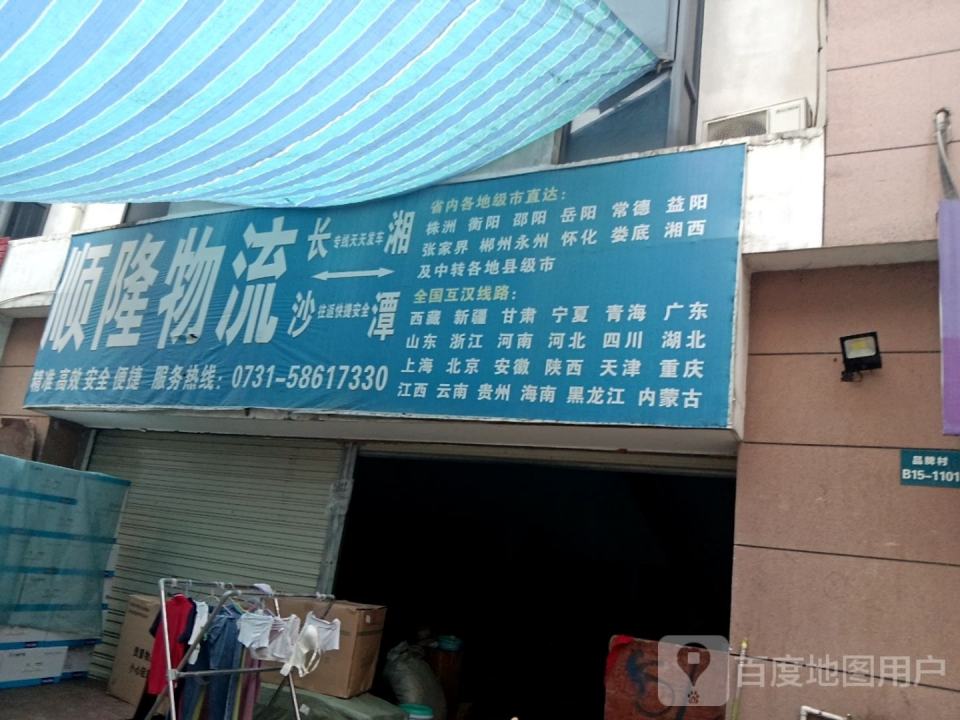 顺隆物流
长 专线天天发车 湘
沙 往返快捷安全 潭
精准 高效 安全 便捷 服务热线：0731-58617330
省内各地级市直达：
株洲 衡阳 邵阳 岳阳 常德 益阳
张家界 郴州永州 怀化 娄底 湘西
及中转各地县级市
全国互汉线路：
西藏 新疆 甘肃 宁夏 青海 广东
山东 浙江 河南 河北 四川 湖北
上海 北京 安徽 陕西 天津 重庆
江西 云南 贵州 海南 黑龙江 内蒙古
品牌村
B15-1101
百度地图用户